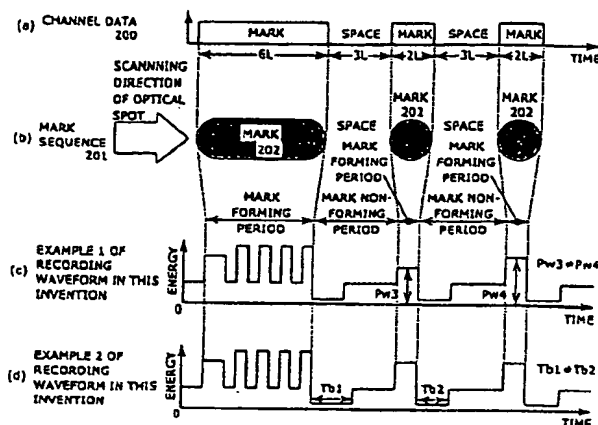 (a) CHANNEL DATA 200
MARK SPACE MARK SPACE MARK
6L 3L 2L 3L 2L
TIME
SCANNNING DIRECTION OF OPTICAL SPOT
MARK 202 MARK 202
(b) MARK SEQUENCE 201
MARK 202
SPACE SPACE
MARK FORMING PERIOD MARK FORMING PERIOD
MARK FORMING PERIOD
MARK NON-FORMING PERIOD MARK NON-FORMING PERIOD
(c) EXAMPLE 1 OF RECORDING WAVEFORM IN THIS INVENTION
ENERGY
0
Pw3 Pw4
Pw3≠Pw4
TIME
(d) EXAMPLE 2 OF RECORDING WAVEFORM IN THIS INVENTION
ENERGY
0
Tb1 Tb2
Tb1≠Tb2
TIME